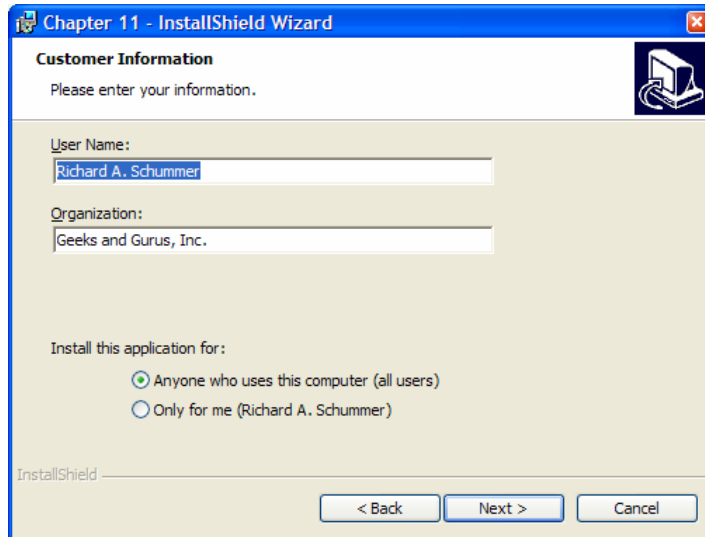 Chapter 11 - InstallShield Wizard
Customer Information
Please enter your information.
User Name:
Richard A. Schummer
Organization:
Geeks and Gurus, Inc.
Install this application for:
Anyone who uses this computer (all users)
Only for me (Richard A. Schummer)
InstallShield
< Back Next > Cancel